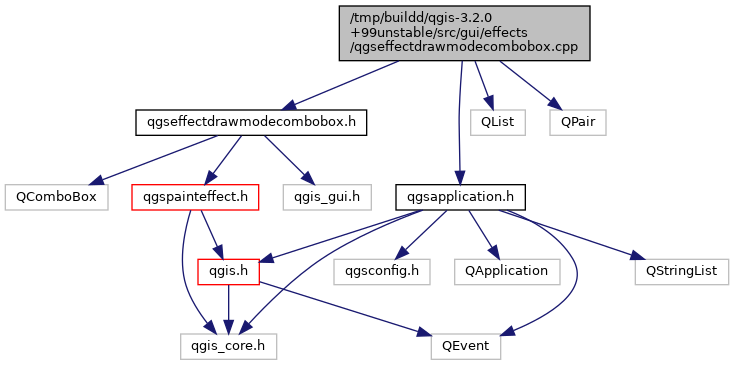 /tmp/buildd/qgis-3.2.0
+99unstable/src/gui/effects
/qgseffectdrawmodecombobox.cpp
qgseffectdrawmodecombobox.h
QList
QPair
QComboBox
qgspainteffect.h
qgis_gui.h
qgsapplication.h
qgis.h
qgsconfig.h
QApplication
QStringList
qgis_core.h
QEvent